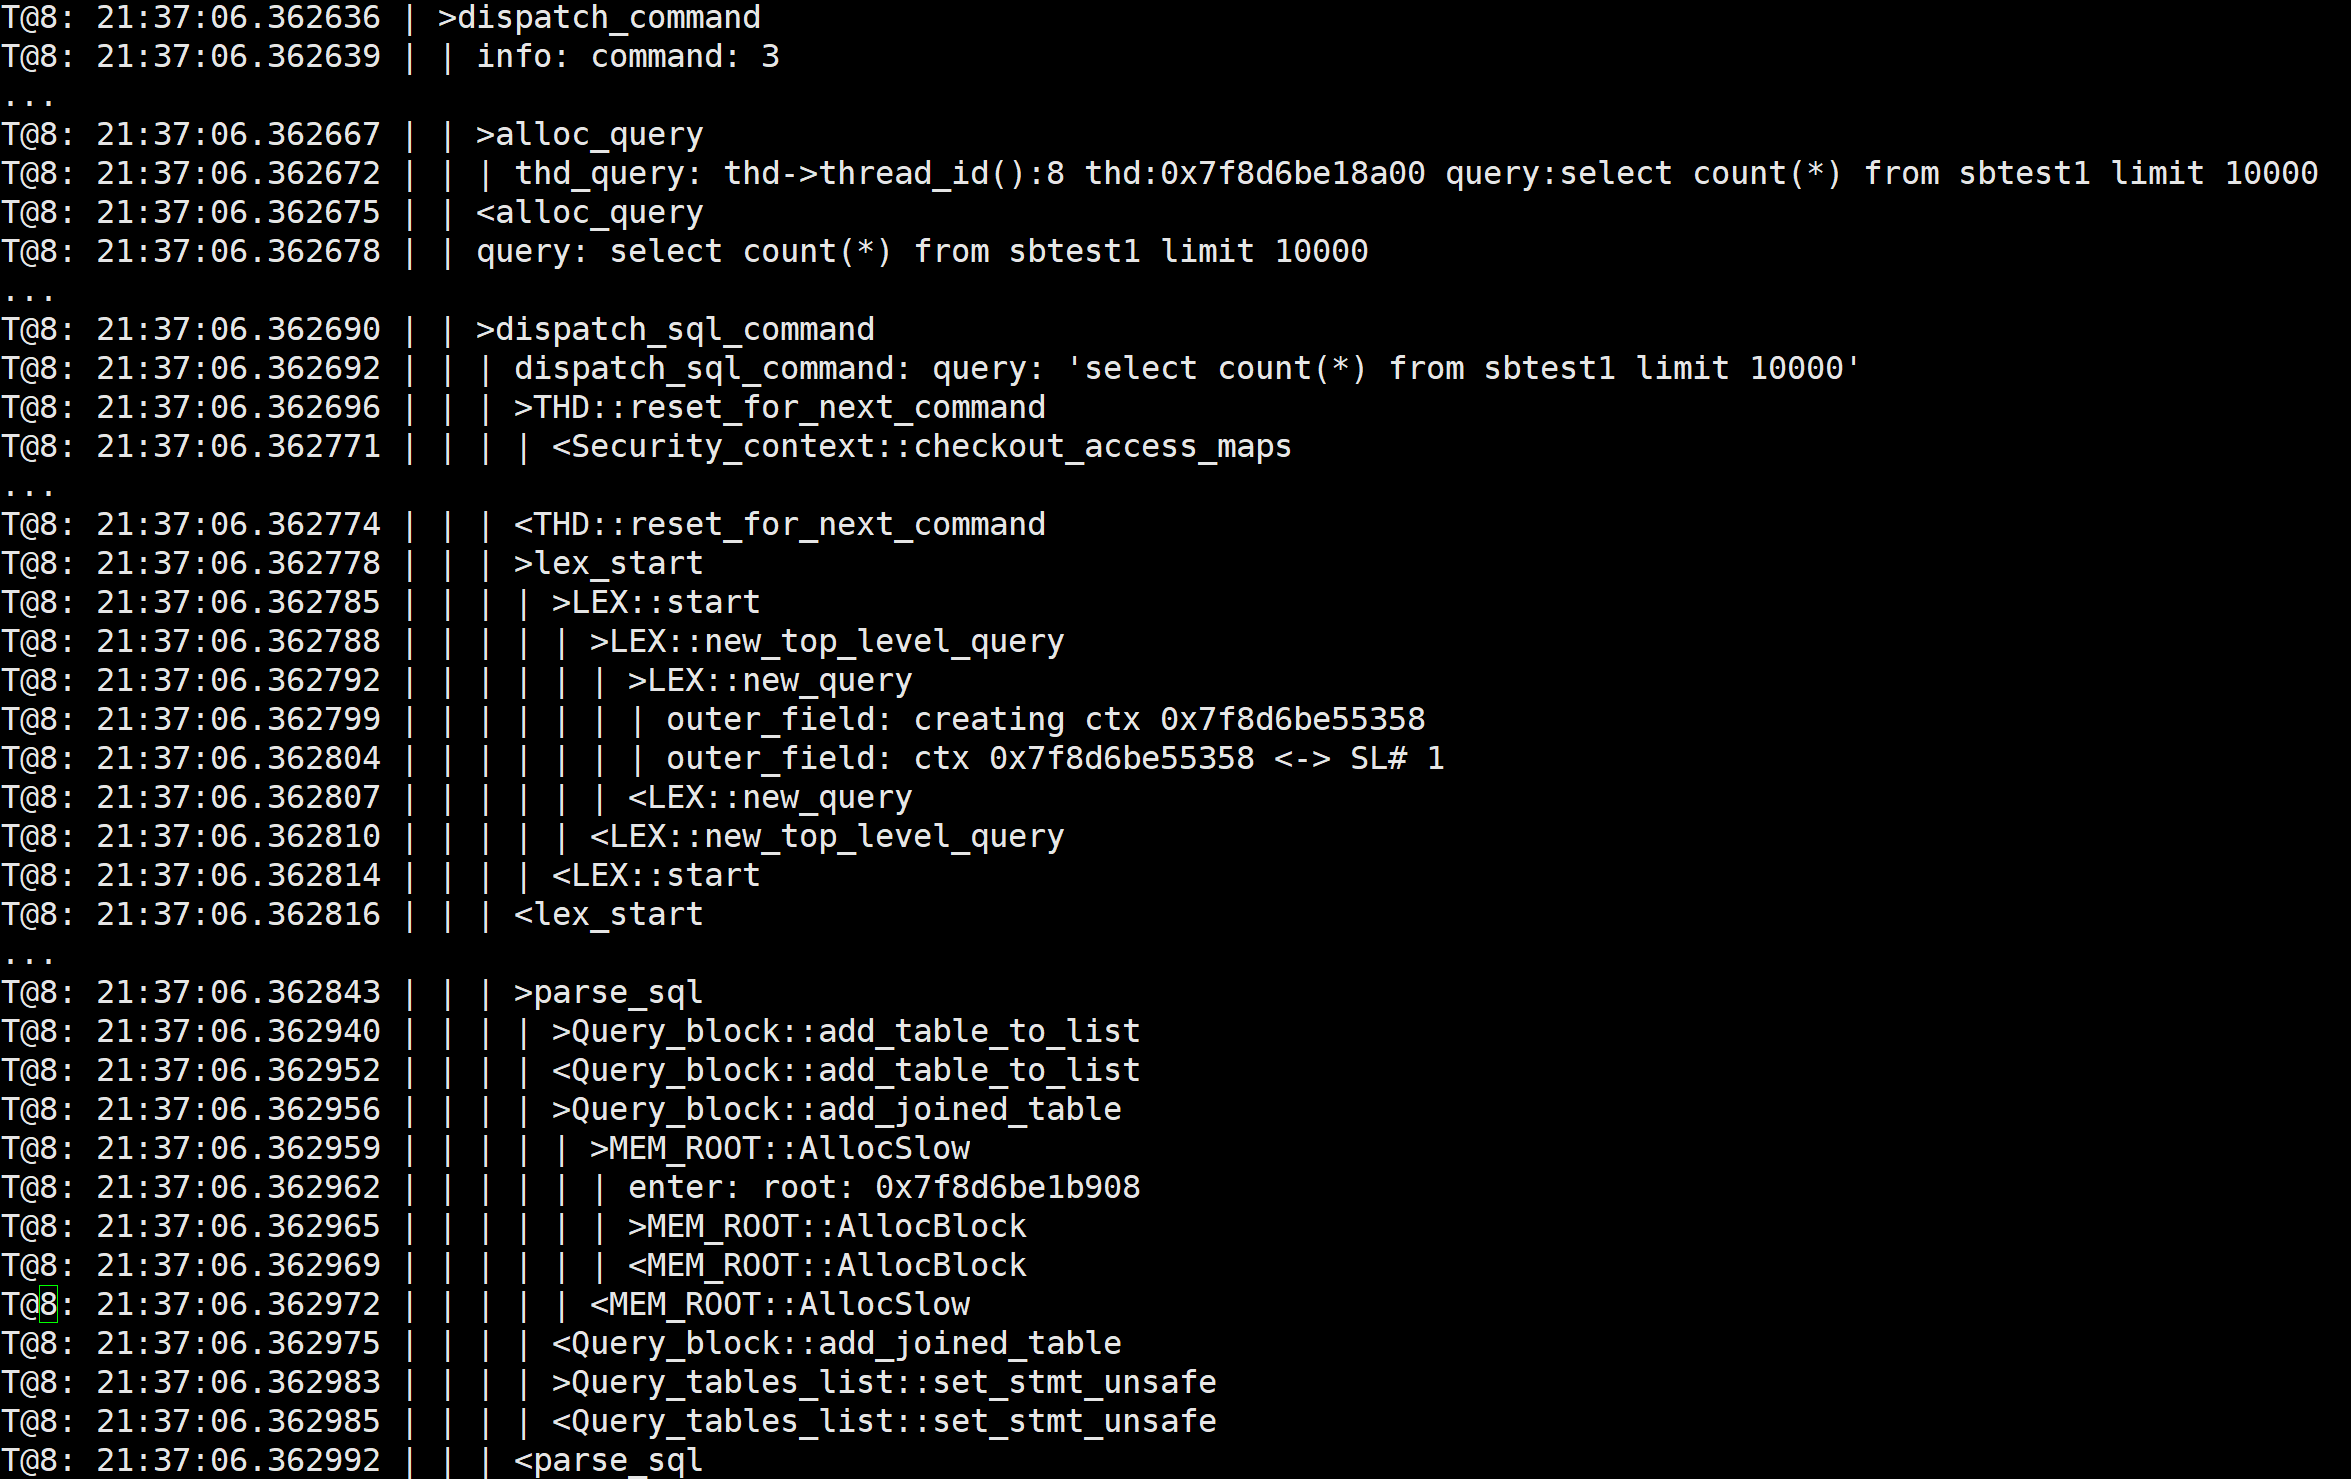 T@8: 21:37:06.362636 | >dispatch_command
T@8: 21:37:06.362639 | | info: command: 3
...
T@8: 21:37:06.362667 | | >alloc_query
T@8: 21:37:06.362672 | | | thd_query: thd->thread_id():8 thd:0x7f8d6be18a00 query:select count(*) from sbtest1 limit 10000
T@8: 21:37:06.362675 | | <alloc_query
T@8: 21:37:06.362678 | | query: select count(*) from sbtest1 limit 10000
...
T@8: 21:37:06.362690 | | >dispatch_sql_command
T@8: 21:37:06.362692 | | | dispatch_sql_command: query: 'select count(*) from sbtest1 limit 10000'
T@8: 21:37:06.362696 | | | >THD::reset_for_next_command
T@8: 21:37:06.362771 | | | | <Security_context::checkout_access_maps
...
T@8: 21:37:06.362774 | | | <THD::reset_for_next_command
T@8: 21:37:06.362778 | | | >lex_start
T@8: 21:37:06.362785 | | | | >LEX::start
T@8: 21:37:06.362788 | | | | | >LEX::new_top_level_query
T@8: 21:37:06.362792 | | | | | | >LEX::new_query
T@8: 21:37:06.362799 | | | | | | | outer_field: creating ctx 0x7f8d6be55358
T@8: 21:37:06.362804 | | | | | | | outer_field: ctx 0x7f8d6be55358 <-> SL# 1
T@8: 21:37:06.362807 | | | | | | <LEX::new_query
T@8: 21:37:06.362810 | | | | | <LEX::new_top_level_query
T@8: 21:37:06.362814 | | | | <LEX::start
T@8: 21:37:06.362816 | | | <lex_start
...
T@8: 21:37:06.362843 | | | >parse_sql
T@8: 21:37:06.362940 | | | | >Query_block::add_table_to_list
T@8: 21:37:06.362952 | | | | <Query_block::add_table_to_list
T@8: 21:37:06.362956 | | | | >Query_block::add_joined_table
T@8: 21:37:06.362959 | | | | | >MEM_ROOT::AllocSlow
T@8: 21:37:06.362962 | | | | | | enter: root: 0x7f8d6be1b908
T@8: 21:37:06.362965 | | | | | | >MEM_ROOT::AllocBlock
T@8: 21:37:06.362969 | | | | | | <MEM_ROOT::AllocBlock
T@8: 21:37:06.362972 | | | | | <MEM_ROOT::AllocSlow
T@8: 21:37:06.362975 | | | | <Query_block::add_joined_table
T@8: 21:37:06.362983 | | | | >Query_tables_list::set_stmt_unsafe
T@8: 21:37:06.362985 | | | | <Query_tables_list::set_stmt_unsafe
T@8: 21:37:06.362992 | | | <parse_sql